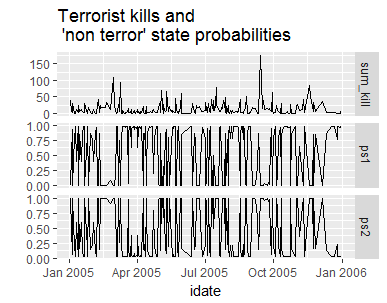 Terrorist kills and
'non terror' state probabilities
150
100
50
0
sum_kill
1.00
0.75
0.50
0.25
0.00
ps1
1.00
0.75
0.50
0.25
0.00
ps2
Jan 2005 Apr 2005 Jul 2005 Oct 2005 Jan 2006
idate